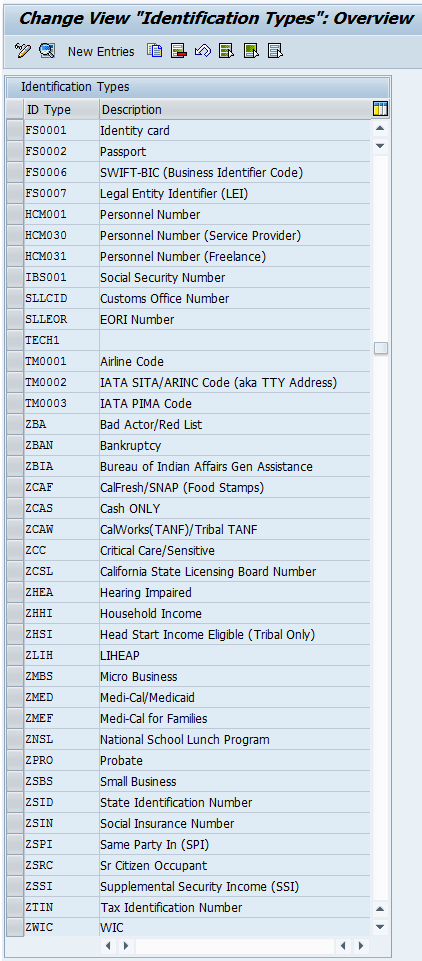 Change View "Identification Types": Overview
New Entries
Identification Types
ID Type Description
FS0001 Identity card
FS0002 Passport
FS0006 SWIFT-BIC (Business Identifier Code)
FS0007 Legal Entity Identifier (LEI)
HCM001 Personnel Number
HCM030 Personnel Number (Service Provider)
HCM031 Personnel Number (Freelance)
IBS001 Social Security Number
SLLCID Customs Office Number
SLLEOR EORI Number
TECH1
TM0001 Airline Code
TM0002 IATA SITA/ARINC Code (aka TTY Address)
TM0003 IATA PIMA Code
ZBA Bad Actor/Red List
ZBAN Bankruptcy
ZBIA Bureau of Indian Affairs Gen Assistance
ZCAF CalFresh/SNAP (Food Stamps)
ZCAS Cash ONLY
ZCAW CalWorks(TANF)/Tribal TANF
ZCC Critical Care/Sensitive
ZCSL California State Licensing Board Number
ZHEA Hearing Impaired
ZHHI Household Income
ZHSI Head Start Income Eligible (Tribal Only)
ZLIH LIHEAP
ZMBS Micro Business
ZMED Medi-Cal/Medicaid
ZMEF Medi-Cal for Families
ZNSL National School Lunch Program
ZPRO Probate
ZSBS Small Business
ZSID State Identification Number
ZSIN Social Insurance Number
ZSPI Same Party In (SPI)
ZSRC Sr Citizen Occupant
ZSSI Supplemental Security Income (SSI)
ZTIN Tax Identification Number
ZWIC WIC